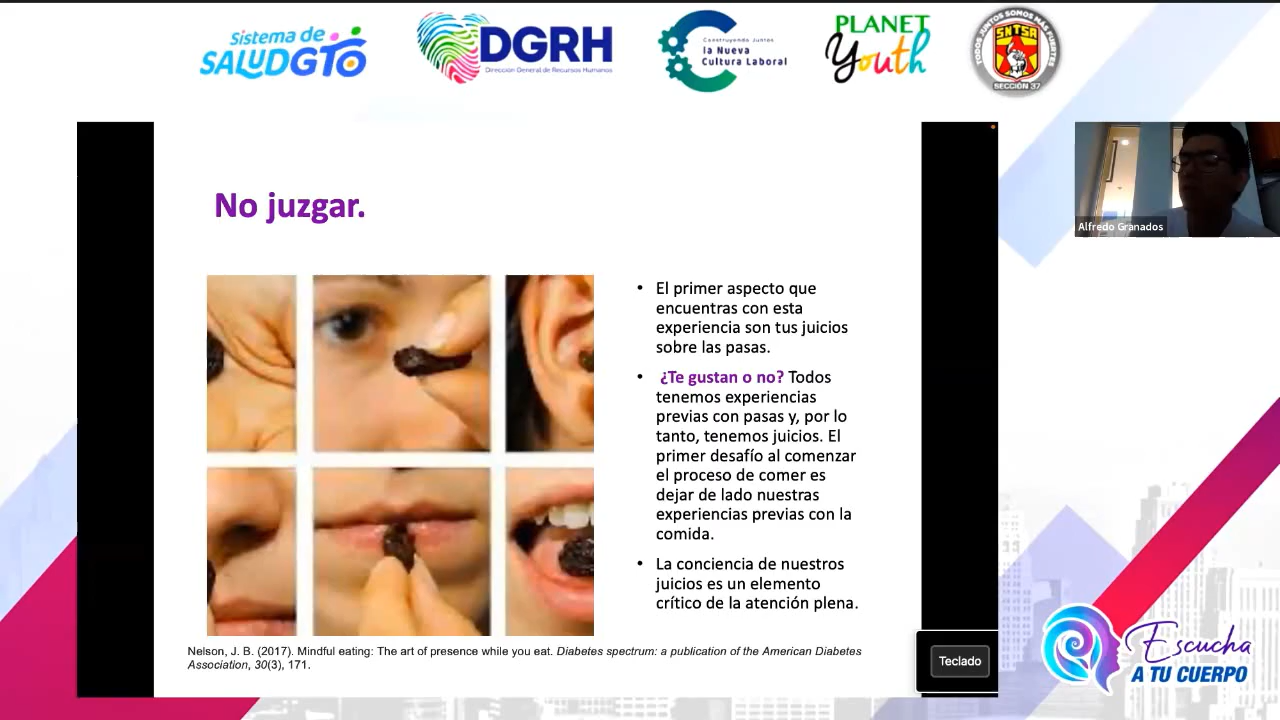 Sistema de
SALUDGTO
DGRH
Dirección General de Recursos Humanos
Construyendo Juntos
la Nueva
Cultura Laboral
PLANET
Youth
TODOS JUNTOS SOMOS MÁS FUERTES
SNTSA
SECCIÓN 37
Alfredo Granados
No juzgar.
• El primer aspecto que
encuentras con esta
experiencia son tus juicios
sobre las pasas.
• ¿Te gustan o no? Todos
tenemos experiencias
previas con pasas y, por lo
tanto, tenemos juicios. El
primer desafío al comenzar
el proceso de comer es
dejar de lado nuestras
experiencias previas con la
comida.
• La conciencia de nuestros
juicios es un elemento
crítico de la atención plena.
Nelson, J. B. (2017). Mindful eating: The art of presence while you eat. Diabetes spectrum: a publication of the American Diabetes
Association, 30(3), 171.
Teclado
Escucha
A TU CUERPO